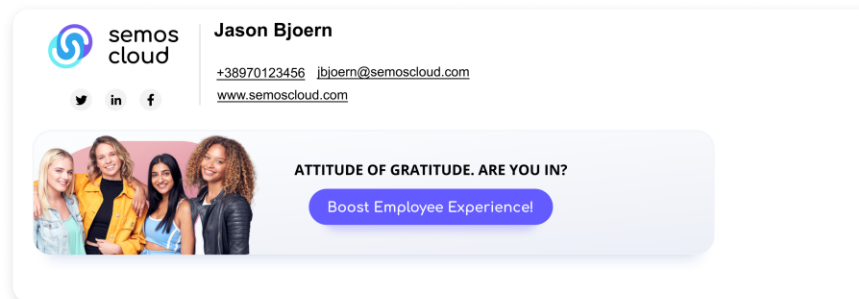 semos
cloud
Jason Bjoern
+38970123456 jbjoern@semoscloud.com
www.semoscloud.com
ATTITUDE OF GRATITUDE. ARE YOU IN?
Boost Employee Experience!